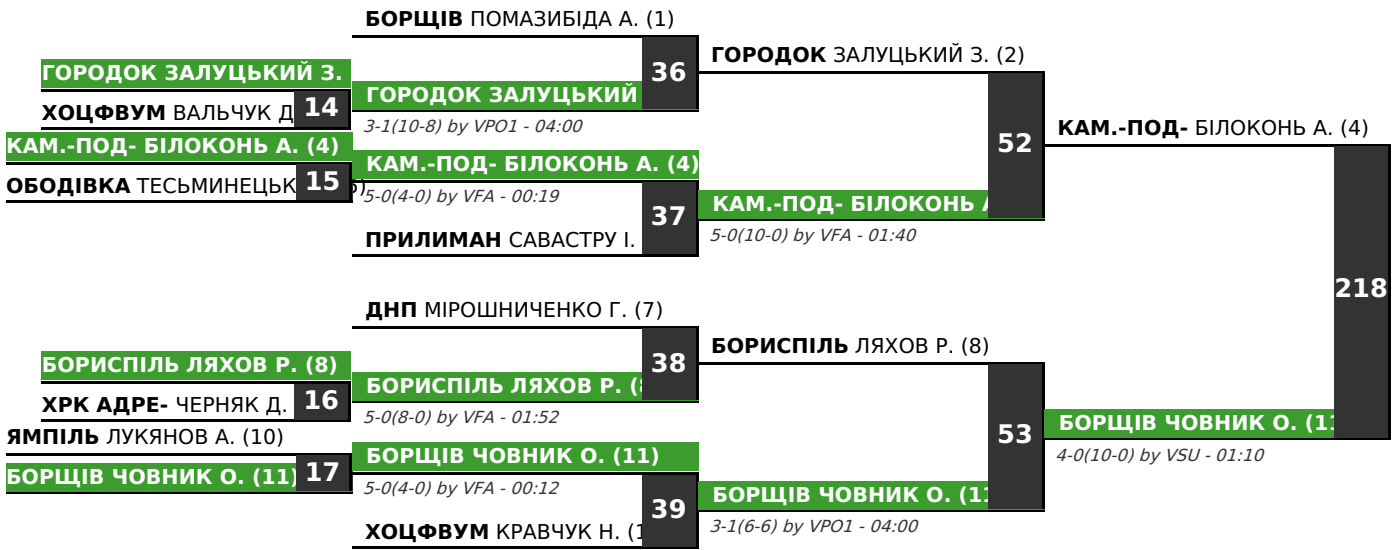 БОРЩІВ ПОМАЗИБІДА А. (1)
ГОРОДОК ЗАЛУЦЬКИЙ З. (2)
ГОРОДОК ЗАЛУЦЬКИЙ З.
36
ГОРОДОК ЗАЛУЦЬКИЙ
ХОЦФВУМ ВАЛЬЧУК Д
14
3-1(10-8) by VPO1 - 04:00
КАМ.-ПОД- БІЛОКОНЬ А. (4)
52
КАМ.-ПОД- БІЛОКОНЬ А. (4)
КАМ.-ПОД- БІЛОКОНЬ А. (4)
ОБОДІВКА ТЕСЬМИНЕЦЬК
15
5-0(4-0) by VFA - 00:19
КАМ.-ПОД- БІЛОКОНЬ
37
ПРИЛИМАН САВАСТРУ І.
5-0(10-0) by VFA - 01:40
218
ДНП МІРОШНИЧЕНКО Г. (7)
БОРИСПІЛЬ ЛЯХОВ Р. (8)
БОРИСПІЛЬ ЛЯХОВ Р. (8)
38
БОРИСПІЛЬ ЛЯХОВ Р.
ХРК АДРЕ- ЧЕРНЯК Д.
16
5-0(8-0) by VFA - 01:52
БОРЩІВ ЧОВНИК О.
ЯМПІЛЬ ЛУКЯНОВ А. (10)
53
БОРЩІВ ЧОВНИК О. (11)
4-0(10-0) by VSU - 01:10
БОРЩІВ ЧОВНИК О. (11)
17
5-0(4-0) by VFA - 00:12
БОРЩІВ ЧОВНИК О.
39
ХОЦФВУМ КРАВЧУК Н.
3-1(6-6) by VPO1 - 04:00